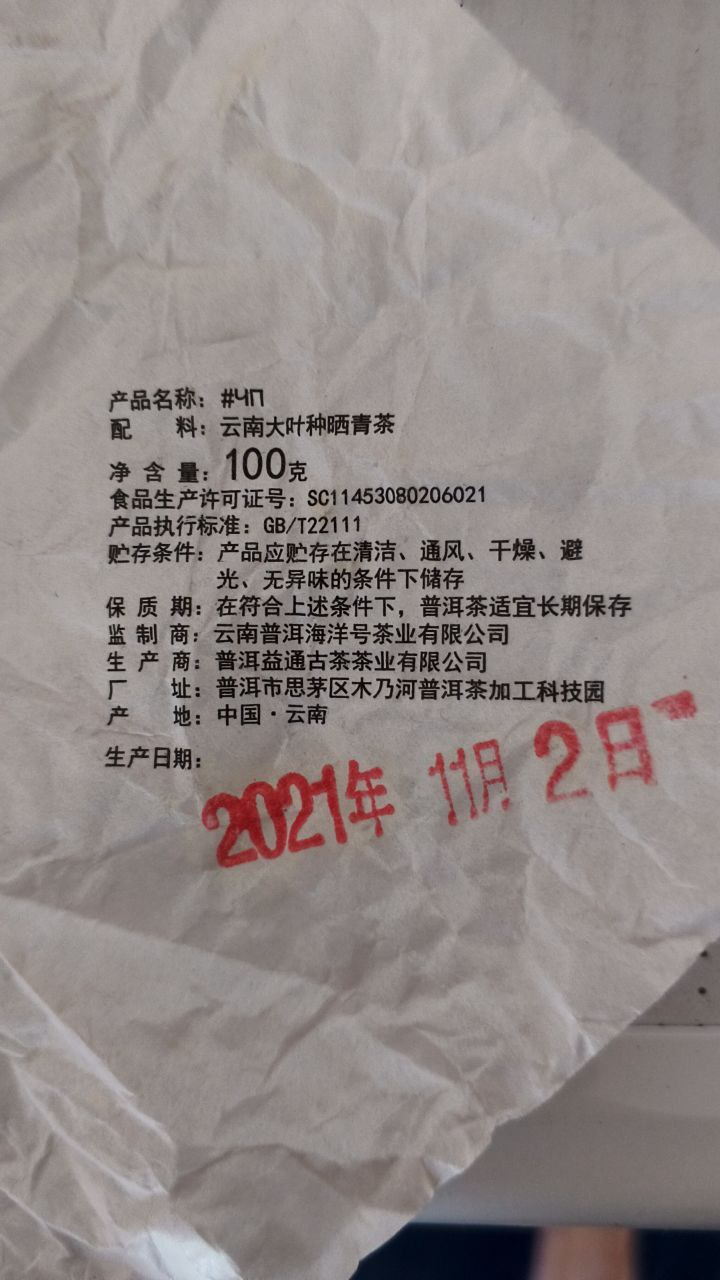 产品名称：#ЧП
配 料：云南大叶种晒青茶
净含量：100克
食品生产许可证号：SC11453080206021
产品执行标准：GB/T22111
贮存条件：产品应贮存在清洁、通风、干燥、避
光、无异味的条件下储存
保质期：在符合上述条件下，普洱茶适宜长期保存
监制商：云南普洱海洋号茶业有限公司
生产商：普洱益通古茶茶业有限公司
厂 址：普洱市思茅区木乃河普洱茶加工科技园
产 地：中国·云南
生产日期：
2021年 11月 2日